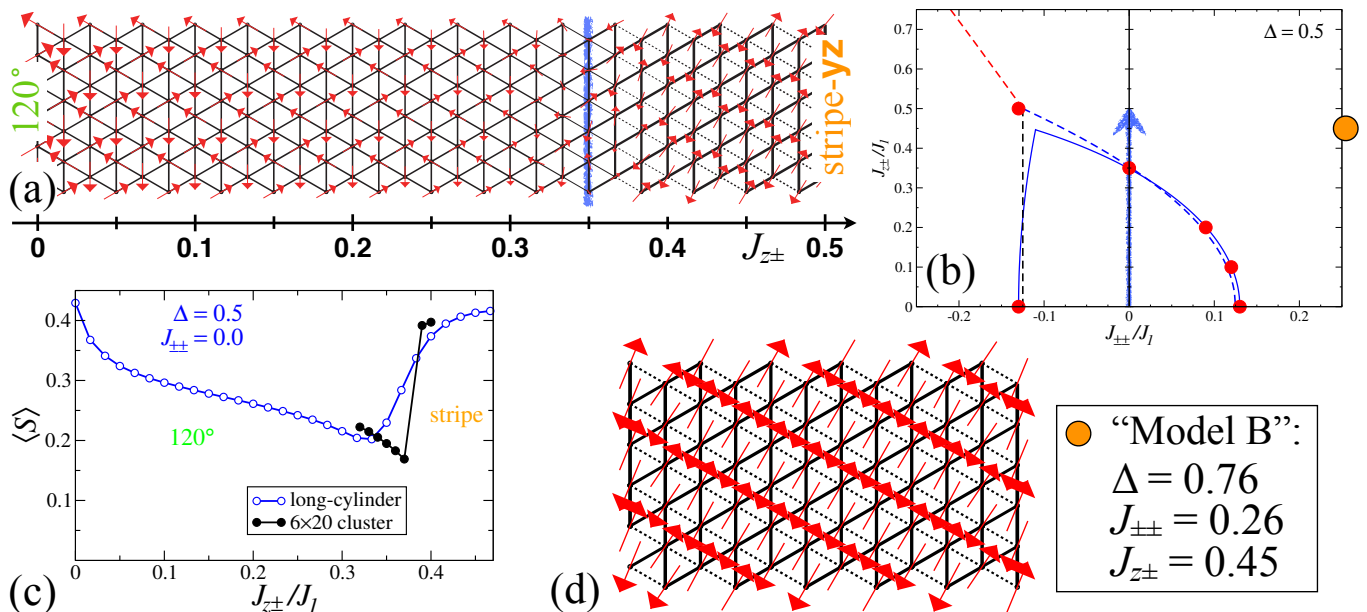 (a)
120°
stripe-yz
0
0.1
0.2
0.3
0.4
J_{z±}
0.5
(b)
Δ = 0.5
J_{z±}/J_1
0.7
0.6
0.5
0.4
0.3
0.2
0.1
0
-0.2
-0.1
0
0.1
0.2
J_{±±}/J_1
(c)
⟨S⟩
0.4
0.3
0.2
0.1
Δ = 0.5
J_{±±} = 0.0
120°
stripe
long-cylinder
6×20 cluster
0
0.1
0.2
0.3
0.4
J_{z±}/J_1
(d)
“Model B”:
Δ = 0.76
J_{±±} = 0.26
J_{z±} = 0.45